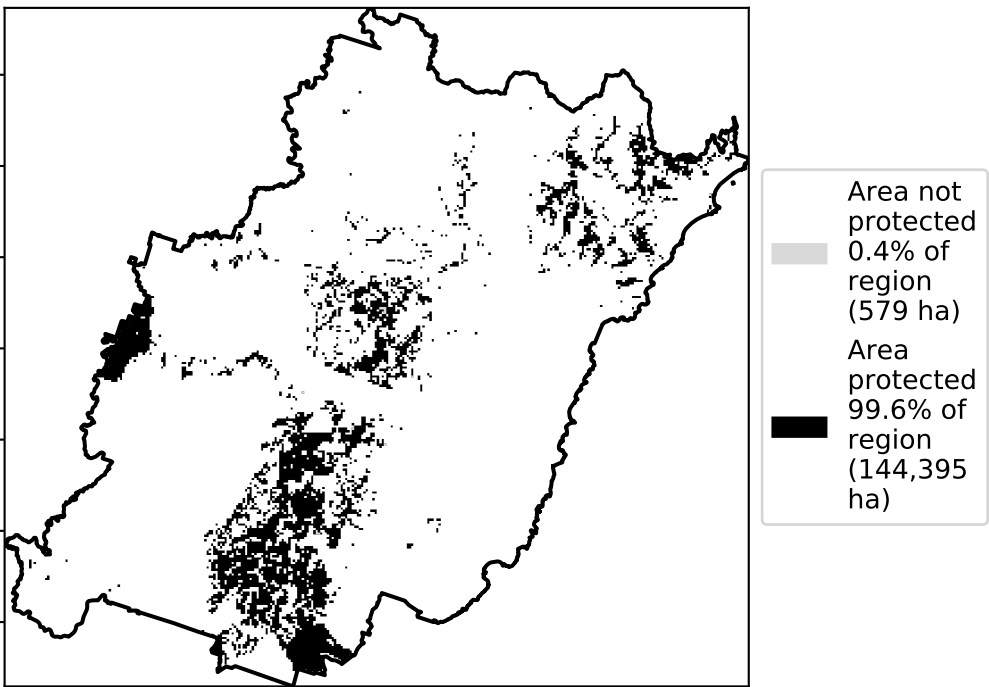 Area not
protected
0.4% of
region
(579 ha)
Area
protected
99.6% of
region
(144,395
ha)